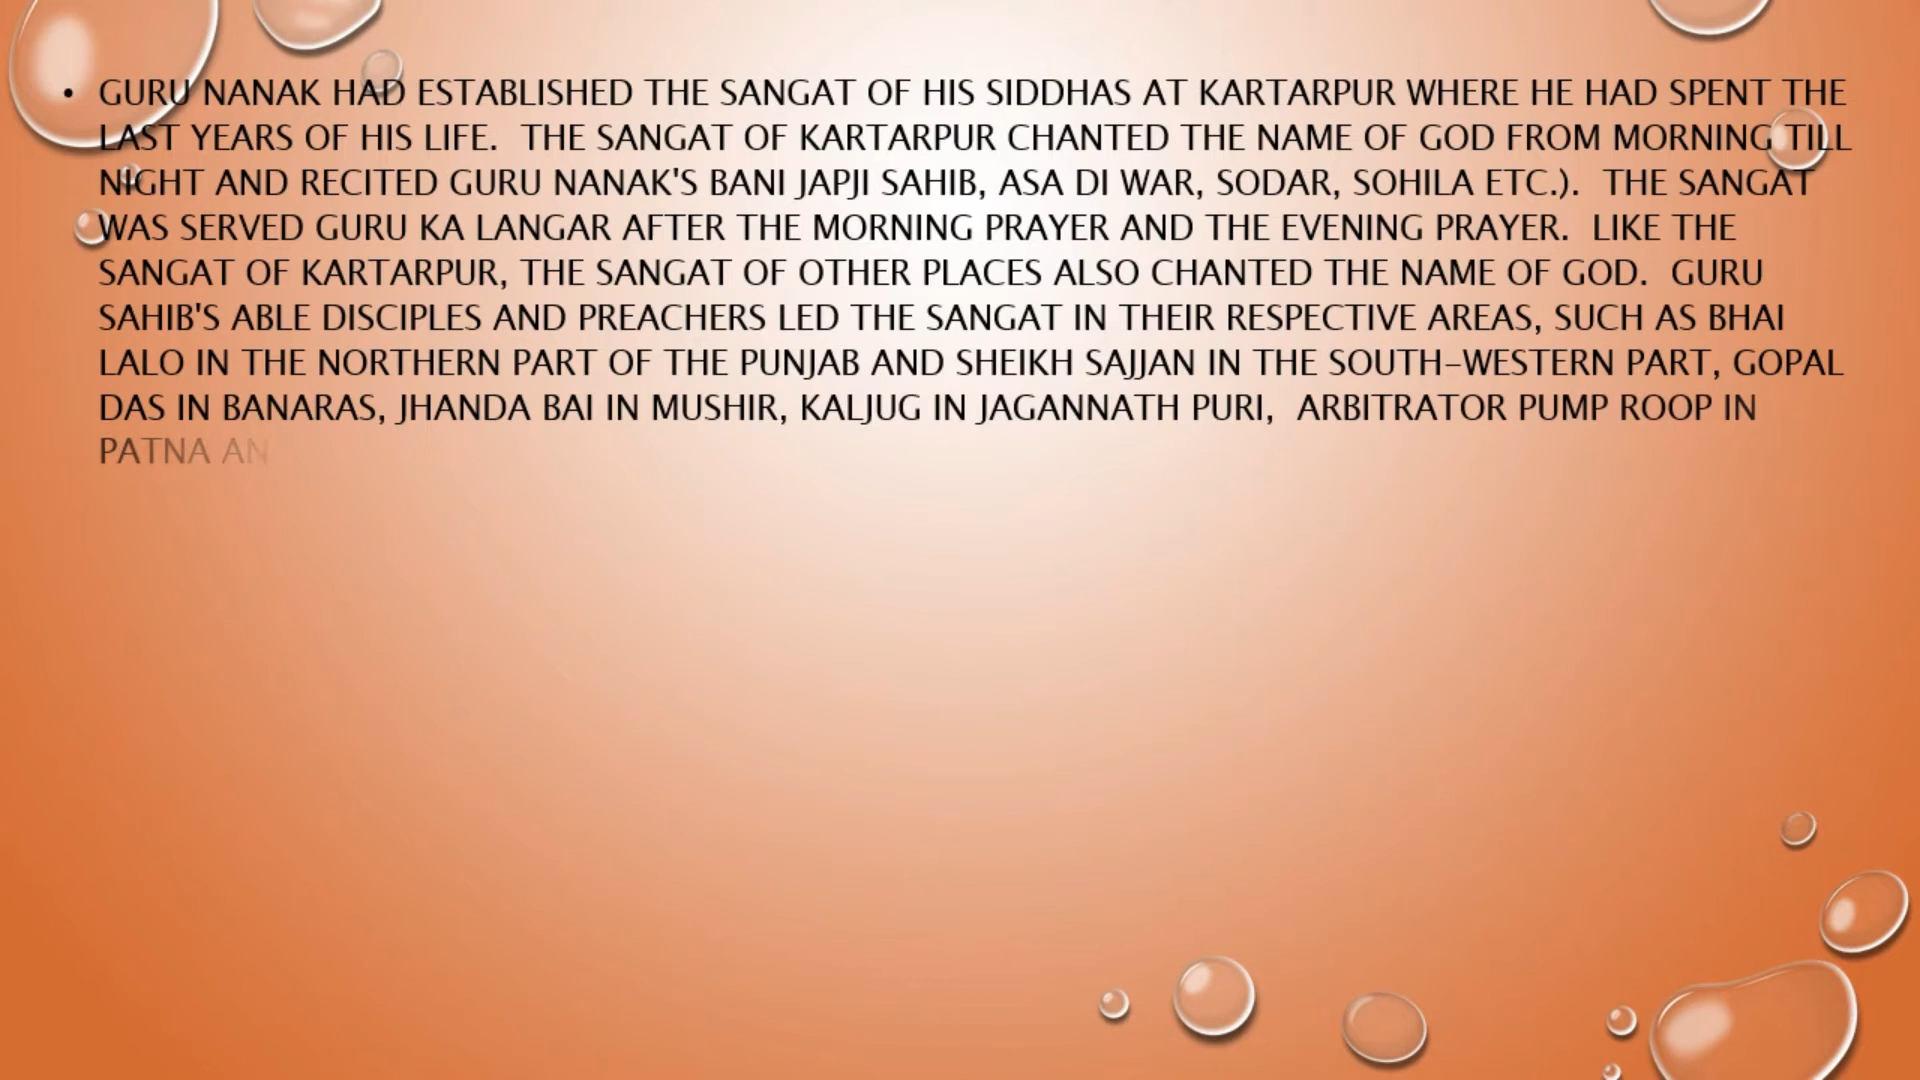 • GURU NANAK HAD ESTABLISHED THE SANGAT OF HIS SIDDHAS AT KARTARPUR WHERE HE HAD SPENT THE
LAST YEARS OF HIS LIFE.  THE SANGAT OF KARTARPUR CHANTED THE NAME OF GOD FROM MORNING TILL
NIGHT AND RECITED GURU NANAK'S BANI JAPJI SAHIB, ASA DI WAR, SODAR, SOHILA ETC.).  THE SANGAT
WAS SERVED GURU KA LANGAR AFTER THE MORNING PRAYER AND THE EVENING PRAYER.  LIKE THE
SANGAT OF KARTARPUR, THE SANGAT OF OTHER PLACES ALSO CHANTED THE NAME OF GOD.  GURU
SAHIB'S ABLE DISCIPLES AND PREACHERS LED THE SANGAT IN THEIR RESPECTIVE AREAS, SUCH AS BHAI
LALO IN THE NORTHERN PART OF THE PUNJAB AND SHEIKH SAJJAN IN THE SOUTH-WESTERN PART, GOPAL
DAS IN BANARAS, JHANDA BAI IN MUSHIR, KALJUG IN JAGANNATH PURI,  ARBITRATOR PUMP ROOP IN
PATNA AN